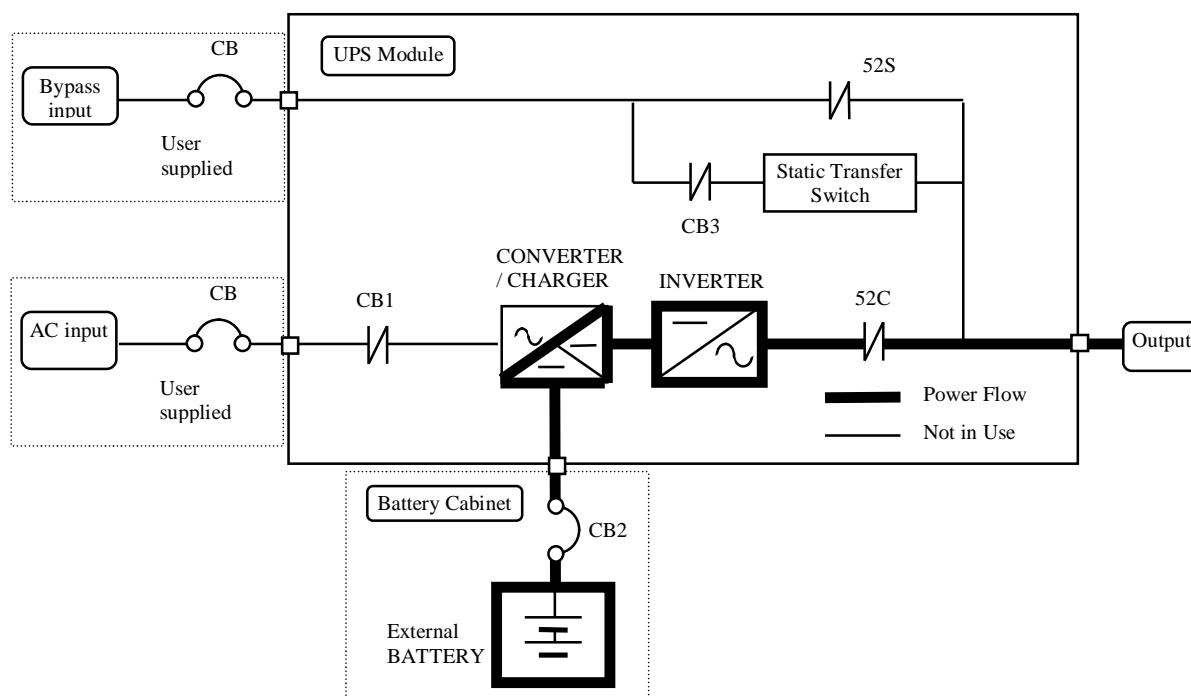 CB
UPS Module
52S
Bypass
input
User
supplied
Static Transfer
Switch
CB3
CONVERTER
/ CHARGER
INVERTER
CB
CB1
52C
AC input
Output
User
supplied
Power Flow
Not in Use
Battery Cabinet
CB2
External
BATTERY